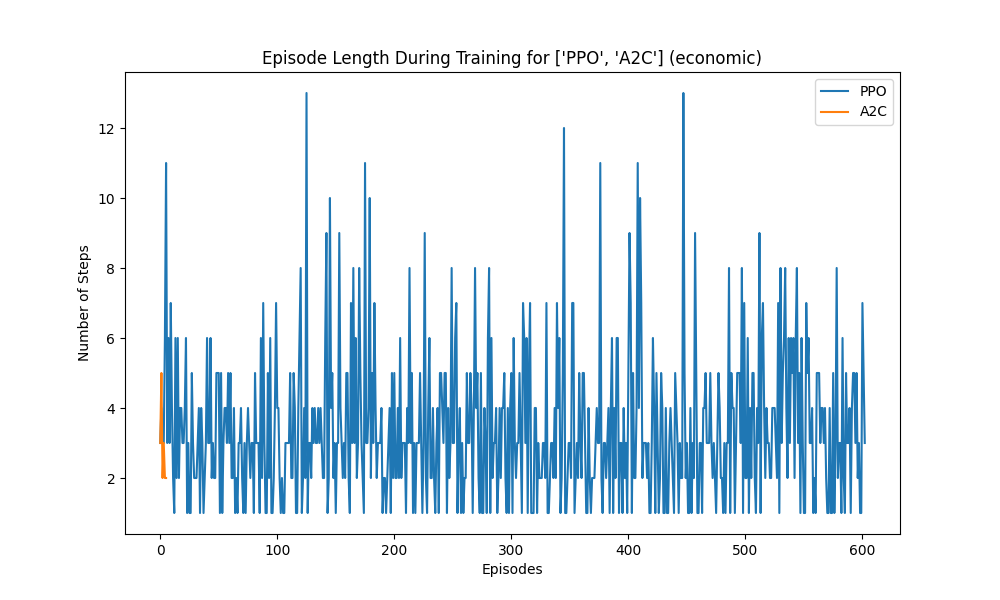 Episode Length During Training for ['PPO', 'A2C'] (economic)
PPO
A2C
12
10
8
6
4
2
Number of Steps
0
100
200
300
400
500
600
Episodes